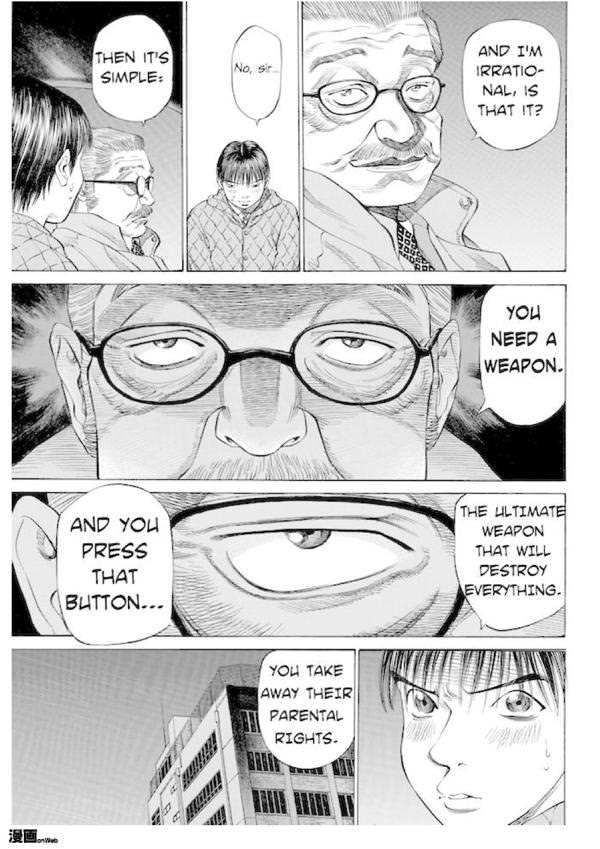 AND I'M
IRRATIO-
NAL, IS
THAT IT?
No, sir...
THEN IT'S
SIMPLE:
YOU
NEED A
WEAPON.
THE ULTIMATE
WEAPON
THAT WILL
DESTROY
EVERYTHING.
AND YOU
PRESS
THAT
BUTTON...
YOU TAKE
AWAY THEIR
PARENTAL
RIGHTS.
漫画onWeb